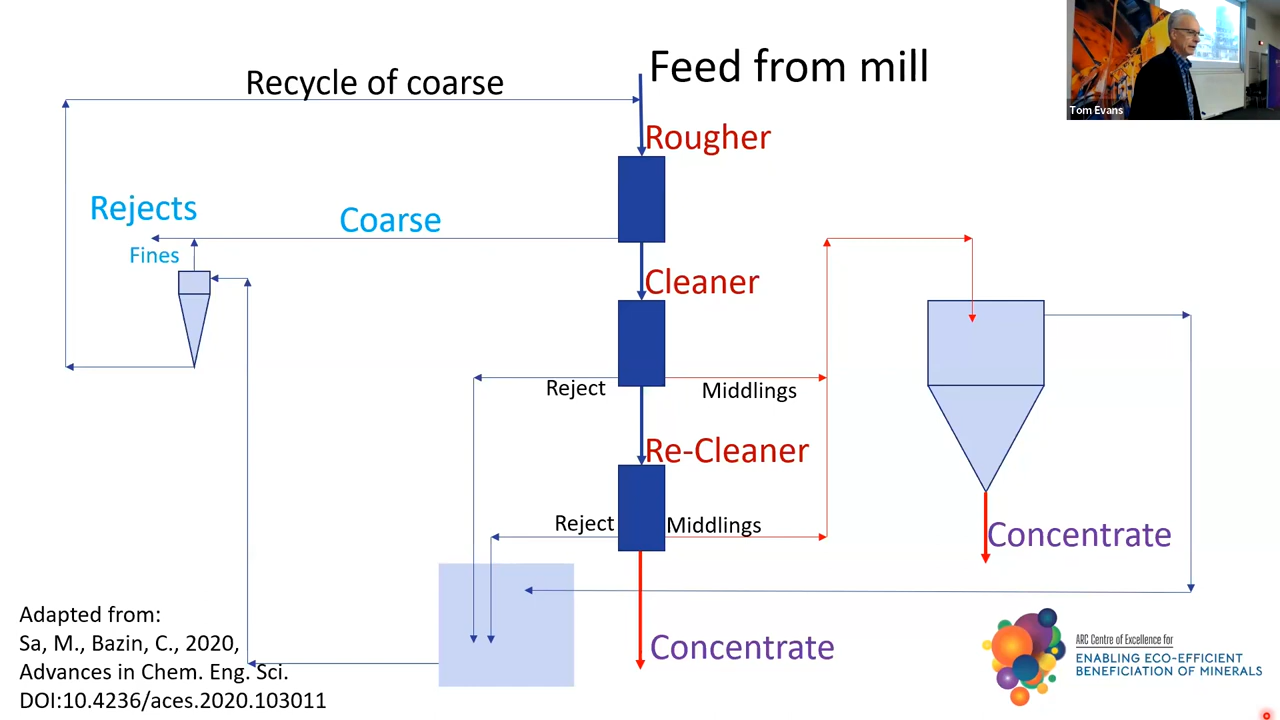 Feed from mill
Recycle of coarse
Tom Evans
Rougher
Rejects
Coarse
Fines
Cleaner
Reject
Middlings
Re-Cleaner
Reject
Middlings
Concentrate
Concentrate
Adapted from:
Sa, M., Bazin, C., 2020,
Advances in Chem. Eng. Sci.
DOI:10.4236/aces.2020.103011
ARC Centre of Excellence for
ENABLING ECO-EFFICIENT
BENEFICIATION OF MINERALS